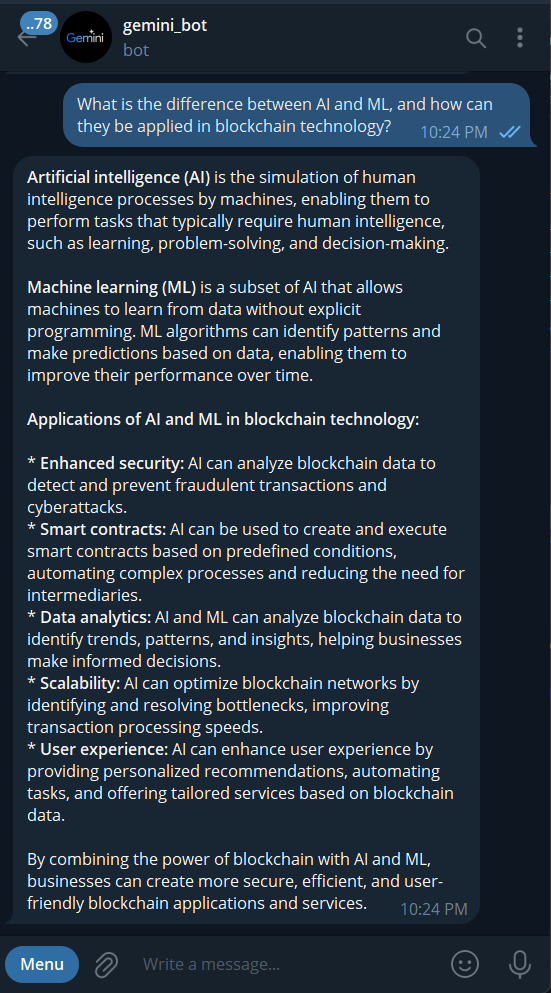 ..78
Gemini
gemini_bot
bot
What is the difference between AI and ML, and how can
they be applied in blockchain technology?
10:24 PM
Artificial intelligence (AI) is the simulation of human
intelligence processes by machines, enabling them to
perform tasks that typically require human intelligence,
such as learning, problem-solving, and decision-making.
Machine learning (ML) is a subset of AI that allows
machines to learn from data without explicit
programming. ML algorithms can identify patterns and
make predictions based on data, enabling them to
improve their performance over time.
Applications of AI and ML in blockchain technology:
* Enhanced security: AI can analyze blockchain data to
detect and prevent fraudulent transactions and
cyberattacks.
* Smart contracts: AI can be used to create and execute
smart contracts based on predefined conditions,
automating complex processes and reducing the need for
intermediaries.
* Data analytics: AI and ML can analyze blockchain data to
identify trends, patterns, and insights, helping businesses
make informed decisions.
* Scalability: AI can optimize blockchain networks by
identifying and resolving bottlenecks, improving
transaction processing speeds.
* User experience: AI can enhance user experience by
providing personalized recommendations, automating
tasks, and offering tailored services based on blockchain
data.
By combining the power of blockchain with AI and ML,
businesses can create more secure, efficient, and user-
friendly blockchain applications and services.
10:24 PM
Menu
Write a message...